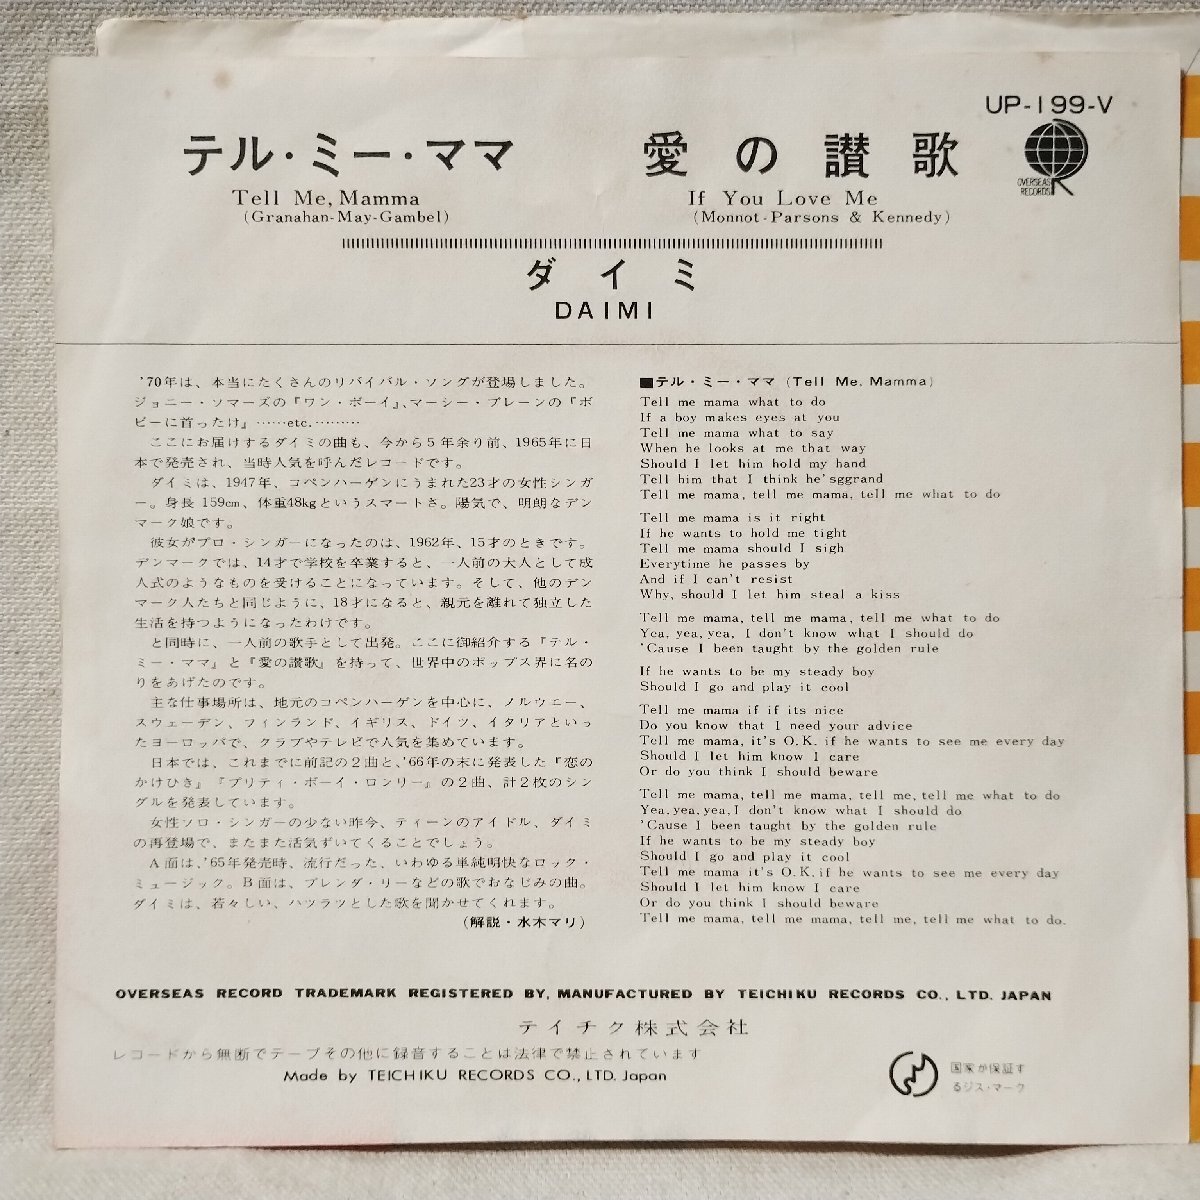 UP-199-V
テル・ミー・ママ
Tell Me, Mamma
(Granahan-May-Gambel)
愛の讃歌
If You Love Me
(Monnot-Parsons & Kennedy)
OVERSEAS
RECORDS
ダイミ
DAIMI
'70年は、本当にたくさんのリバイバル・ソングが登場しました。
ジョニー・ソマーズの『ワン・ボーイ』、マーシー・ブレーンの『ボ
ビーに首ったけ』……etc.………
ここにお届けするダイミの曲も、今から5年余り前、1965年に日
本で発売され、当時人気を呼んだレコードです。
ダイミは、1947年、コペンハーゲンにうまれた23才の女性シンガ
ー。身長 159cm、体重48kgというスマートさ。陽気で、明朗なデン
マーク娘です。
彼女がプロ・シンガーになったのは、1962年、15才のときです。
デンマークでは、14才で学校を卒業すると、一人前の大人として成
人式のようなものを受けることになっています。そして、他のデン
マーク人たちと同じように、18才になると、親元を離れて独立した
生活を持つようになったわけです。
と同時に、一人前の歌手として出発。ここに御紹介する『テル・
ミー・ママ』と『愛の讃歌』を持って、世界中のポップス界に名の
りをあげたのです。
主な仕事場所は、地元のコペンハーゲンを中心に、ノルウェー、
スウェーデン、フィンランド、イギリス、ドイツ、イタリアといっ
たヨーロッパで、クラブやテレビで人気を集めています。
日本では、これまでに前記の2曲と、'66年の末に発表した『恋の
かけひき』『プリティ・ボーイ・ロンリー』の2曲、計2枚のシン
グルを発表しています。
女性ソロ・シンガーの少ない昨今、ティーンのアイドル、ダイミ
の再登場で、またまた活気ずいてくることでしょう。
A面は、'65年発売時、流行だった、いわゆる単純明快なロック・
ミュージック。B面は、ブレンダ・リーなどの歌でおなじみの曲。
ダイミは、若々しい、ハツラツとした歌を聞かせてくれます。
(解説・水木マリ)
■テル・ミー・ママ (Tell Me, Mamma)
Tell me mama what to do
If a boy makes eyes at you
Tell me mama what to say
When he looks at me that way
Should I let him hold my hand
Tell him that I think he'sggrand
Tell me mama, tell me mama, tell me what to do
Tell me mama is it right
If he wants to hold me tight
Tell me mama should I sigh
Everytime he passes by
And if I can't resist
Why, should I let him steal a kiss
Tell me mama, tell me mama, tell me what to do
Yea, yea, yea, I don't know what I should do
'Cause I been taught by the golden rule
If he wants to be my steady boy
Should I go and play it cool
Tell me mama if if its nice
Do you know that I need your advice
Tell me mama, it's O.K. if he wants to see me every day
Should I let him know I care
Or do you think I should beware
Tell me mama, tell me mama, tell me, tell me what to do
Yea, yea, yea, I don't know what I should do
'Cause I been taught by the golden rule
If he wants to be my steady boy
Should I go and play it cool
Tell me mama it's O.K. if he wants to see me every day
Should I let him know I care
Or do you think I should beware
Tell me mama, tell me mama, tell me, tell me what to do.
OVERSEAS RECORD TRADEMARK REGISTERED BY, MANUFACTURED BY TEICHIKU RECORDS CO., LTD. JAPAN
テイチク株式会社
レコードから無断でテープその他に録音することは法律で禁止されています
Made by TEICHIKU RECORDS CO., LTD. Japan
国家が保証す
るジス・マーク